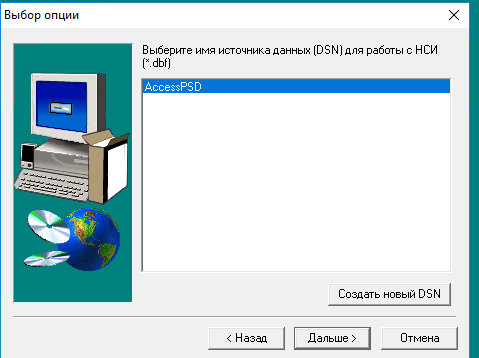 Выбор опции
Выберите имя источника данных (DSN) для работы с НСИ
(*.dbf)
AccessPSD
Создать новый DSN
< Назад
Дальше >
Отмена